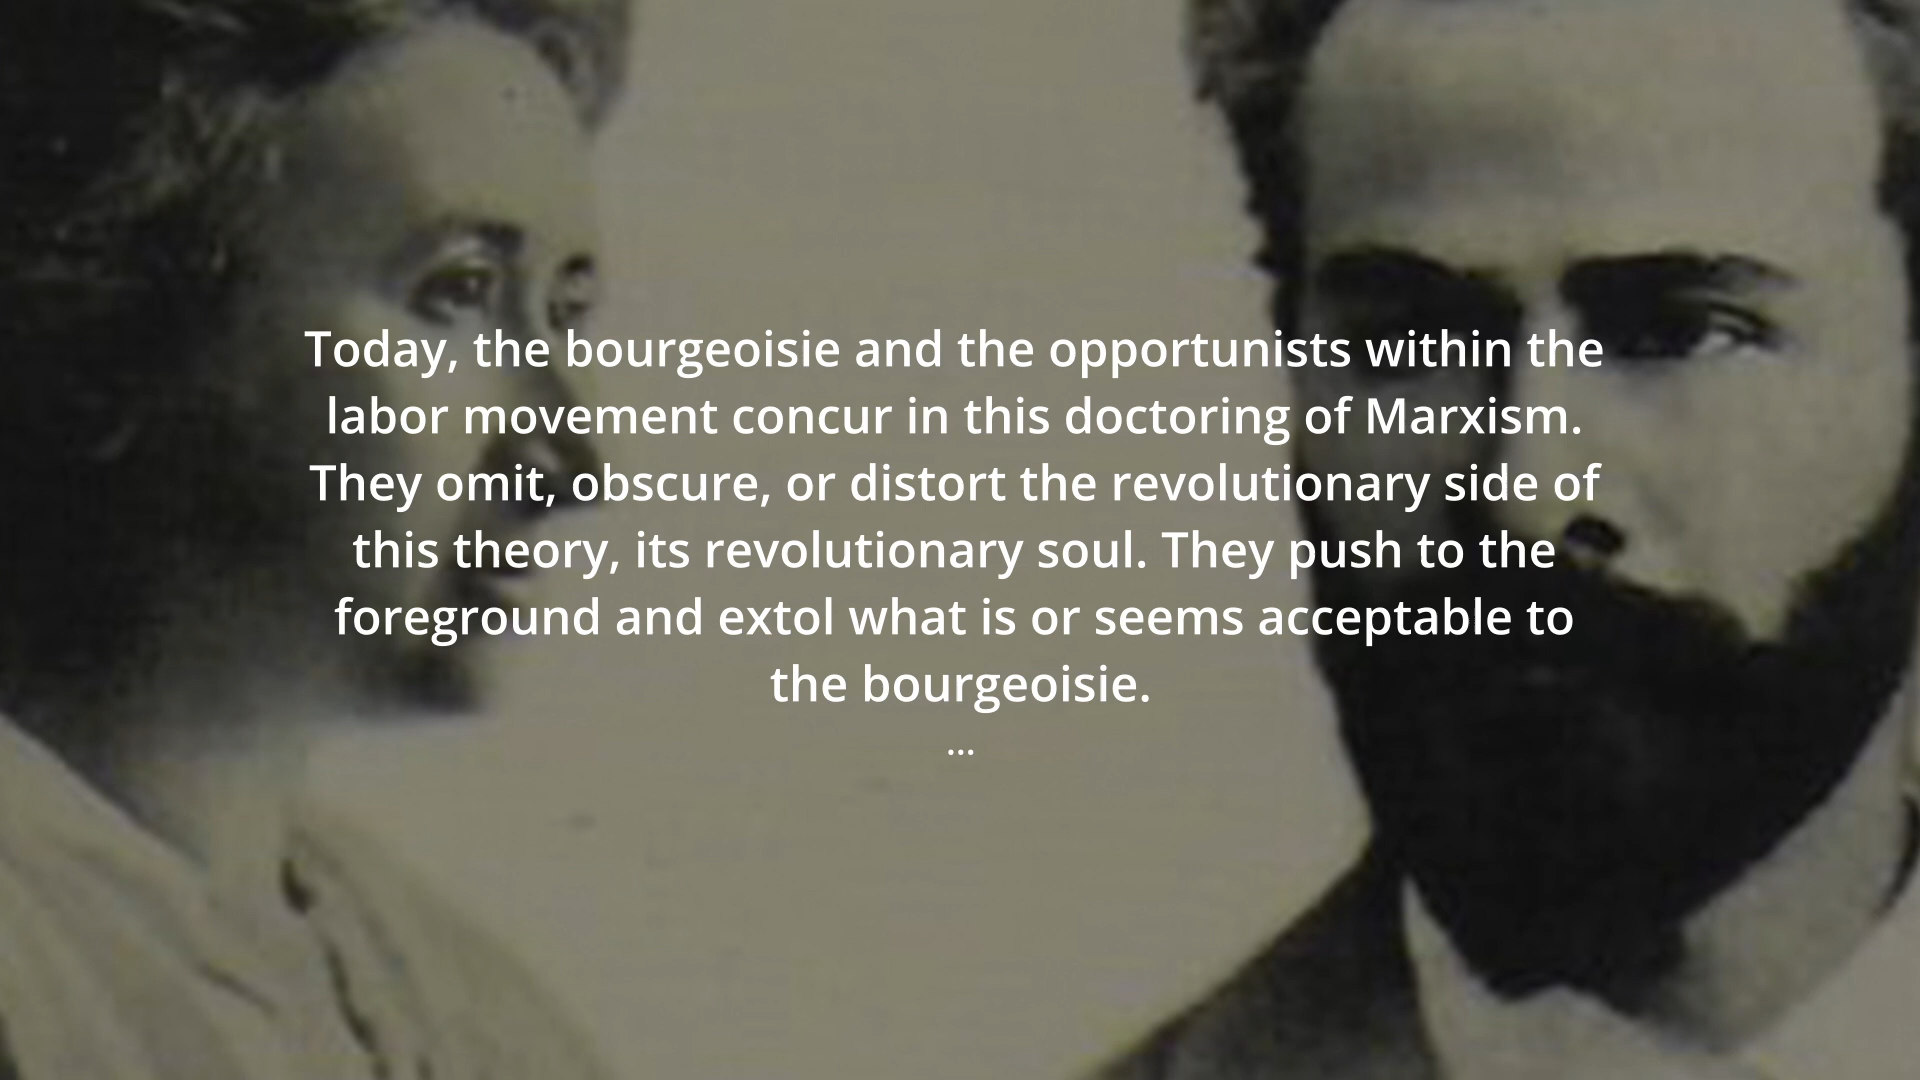 Today, the bourgeoisie and the opportunists within the
labor movement concur in this doctoring of Marxism.
They omit, obscure, or distort the revolutionary side of
this theory, its revolutionary soul. They push to the
foreground and extol what is or seems acceptable to
the bourgeoisie.
...